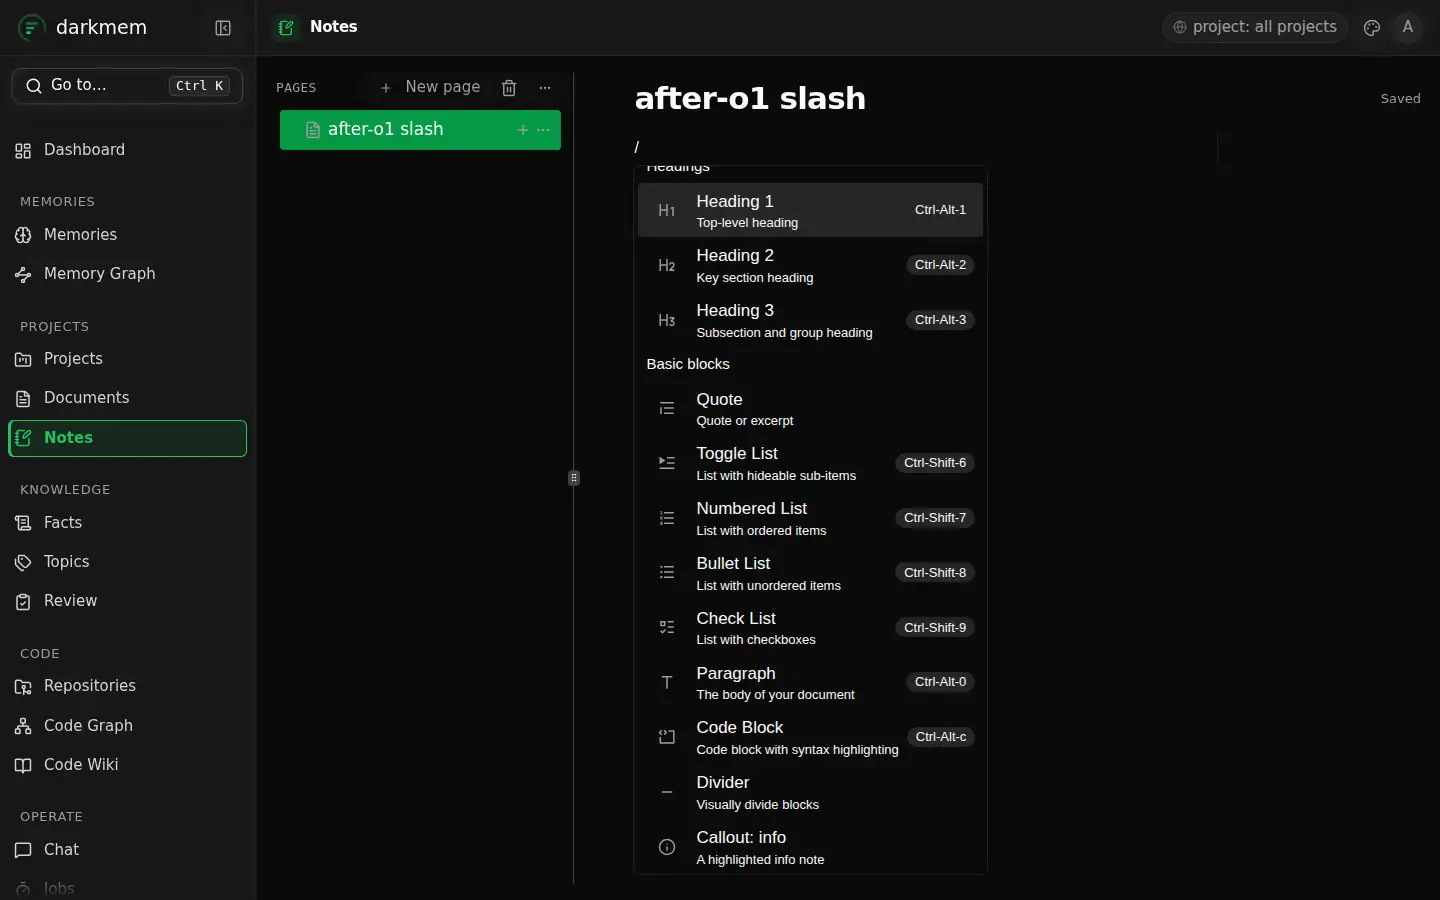 darkmem
Go to...
Ctrl K
Dashboard
MEMORIES
Memories
Memory Graph
PROJECTS
Projects
Documents
Notes
KNOWLEDGE
Facts
Topics
Review
CODE
Repositories
Code Graph
Code Wiki
OPERATE
Chat
Jobs
Notes
project: all projects
A
PAGES
+ New page
after-o1 slash
after-o1 slash
Saved
/
Headings
H1 Heading 1
Top-level heading
Ctrl-Alt-1
H2 Heading 2
Key section heading
Ctrl-Alt-2
H3 Heading 3
Subsection and group heading
Ctrl-Alt-3
Basic blocks
Quote
Quote or excerpt
Toggle List
List with hideable sub-items
Ctrl-Shift-6
Numbered List
List with ordered items
Ctrl-Shift-7
Bullet List
List with unordered items
Ctrl-Shift-8
Check List
List with checkboxes
Ctrl-Shift-9
Paragraph
The body of your document
Ctrl-Alt-0
Code Block
Code block with syntax highlighting
Ctrl-Alt-c
Divider
Visually divide blocks
Callout: info
A highlighted info note